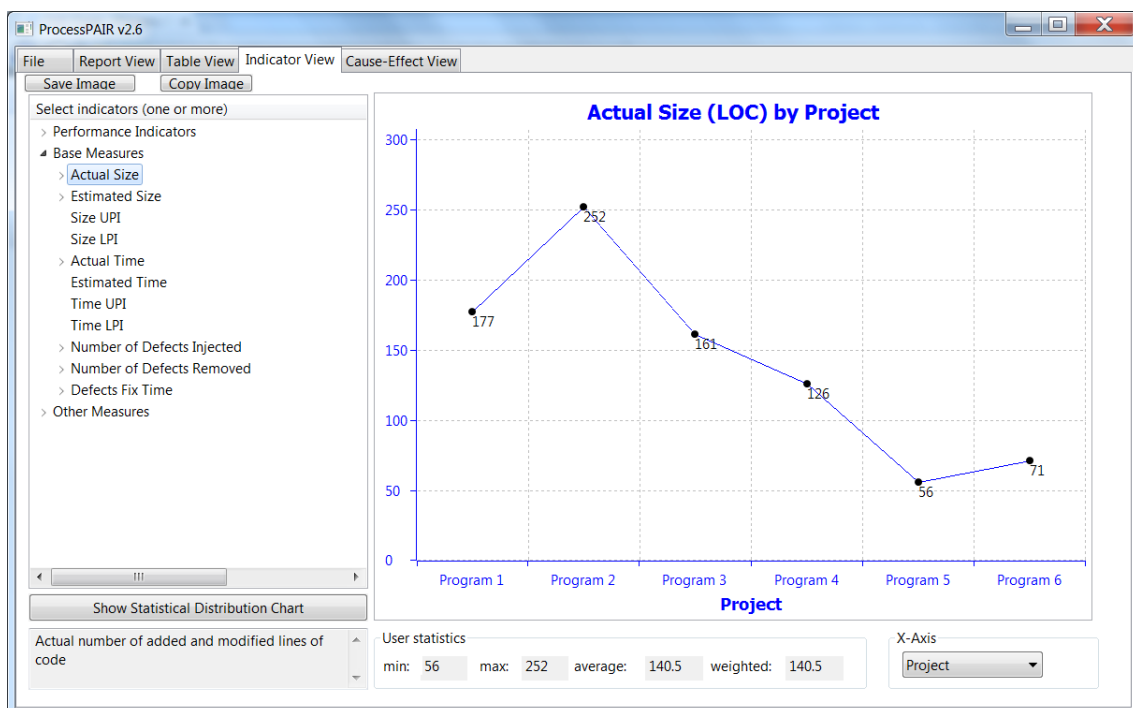 ProcessPAIR v2.6
File Report View Table View Indicator View Cause-Effect View
Save Image Copy Image
Select indicators (one or more)
Performance Indicators
Base Measures
Actual Size
Estimated Size
Size UPI
Size LPI
Actual Time
Estimated Time
Time UPI
Time LPI
Number of Defects Injected
Number of Defects Removed
Defects Fix Time
Other Measures
Show Statistical Distribution Chart
Actual number of added and modified lines of
code
Actual Size (LOC) by Project
300
250
200
150
100
50
0
177
252
161
126
56
71
Program 1 Program 2 Program 3 Program 4 Program 5 Program 6
Project
User statistics
min: 56 max: 252 average: 140.5 weighted: 140.5
X-Axis
Project